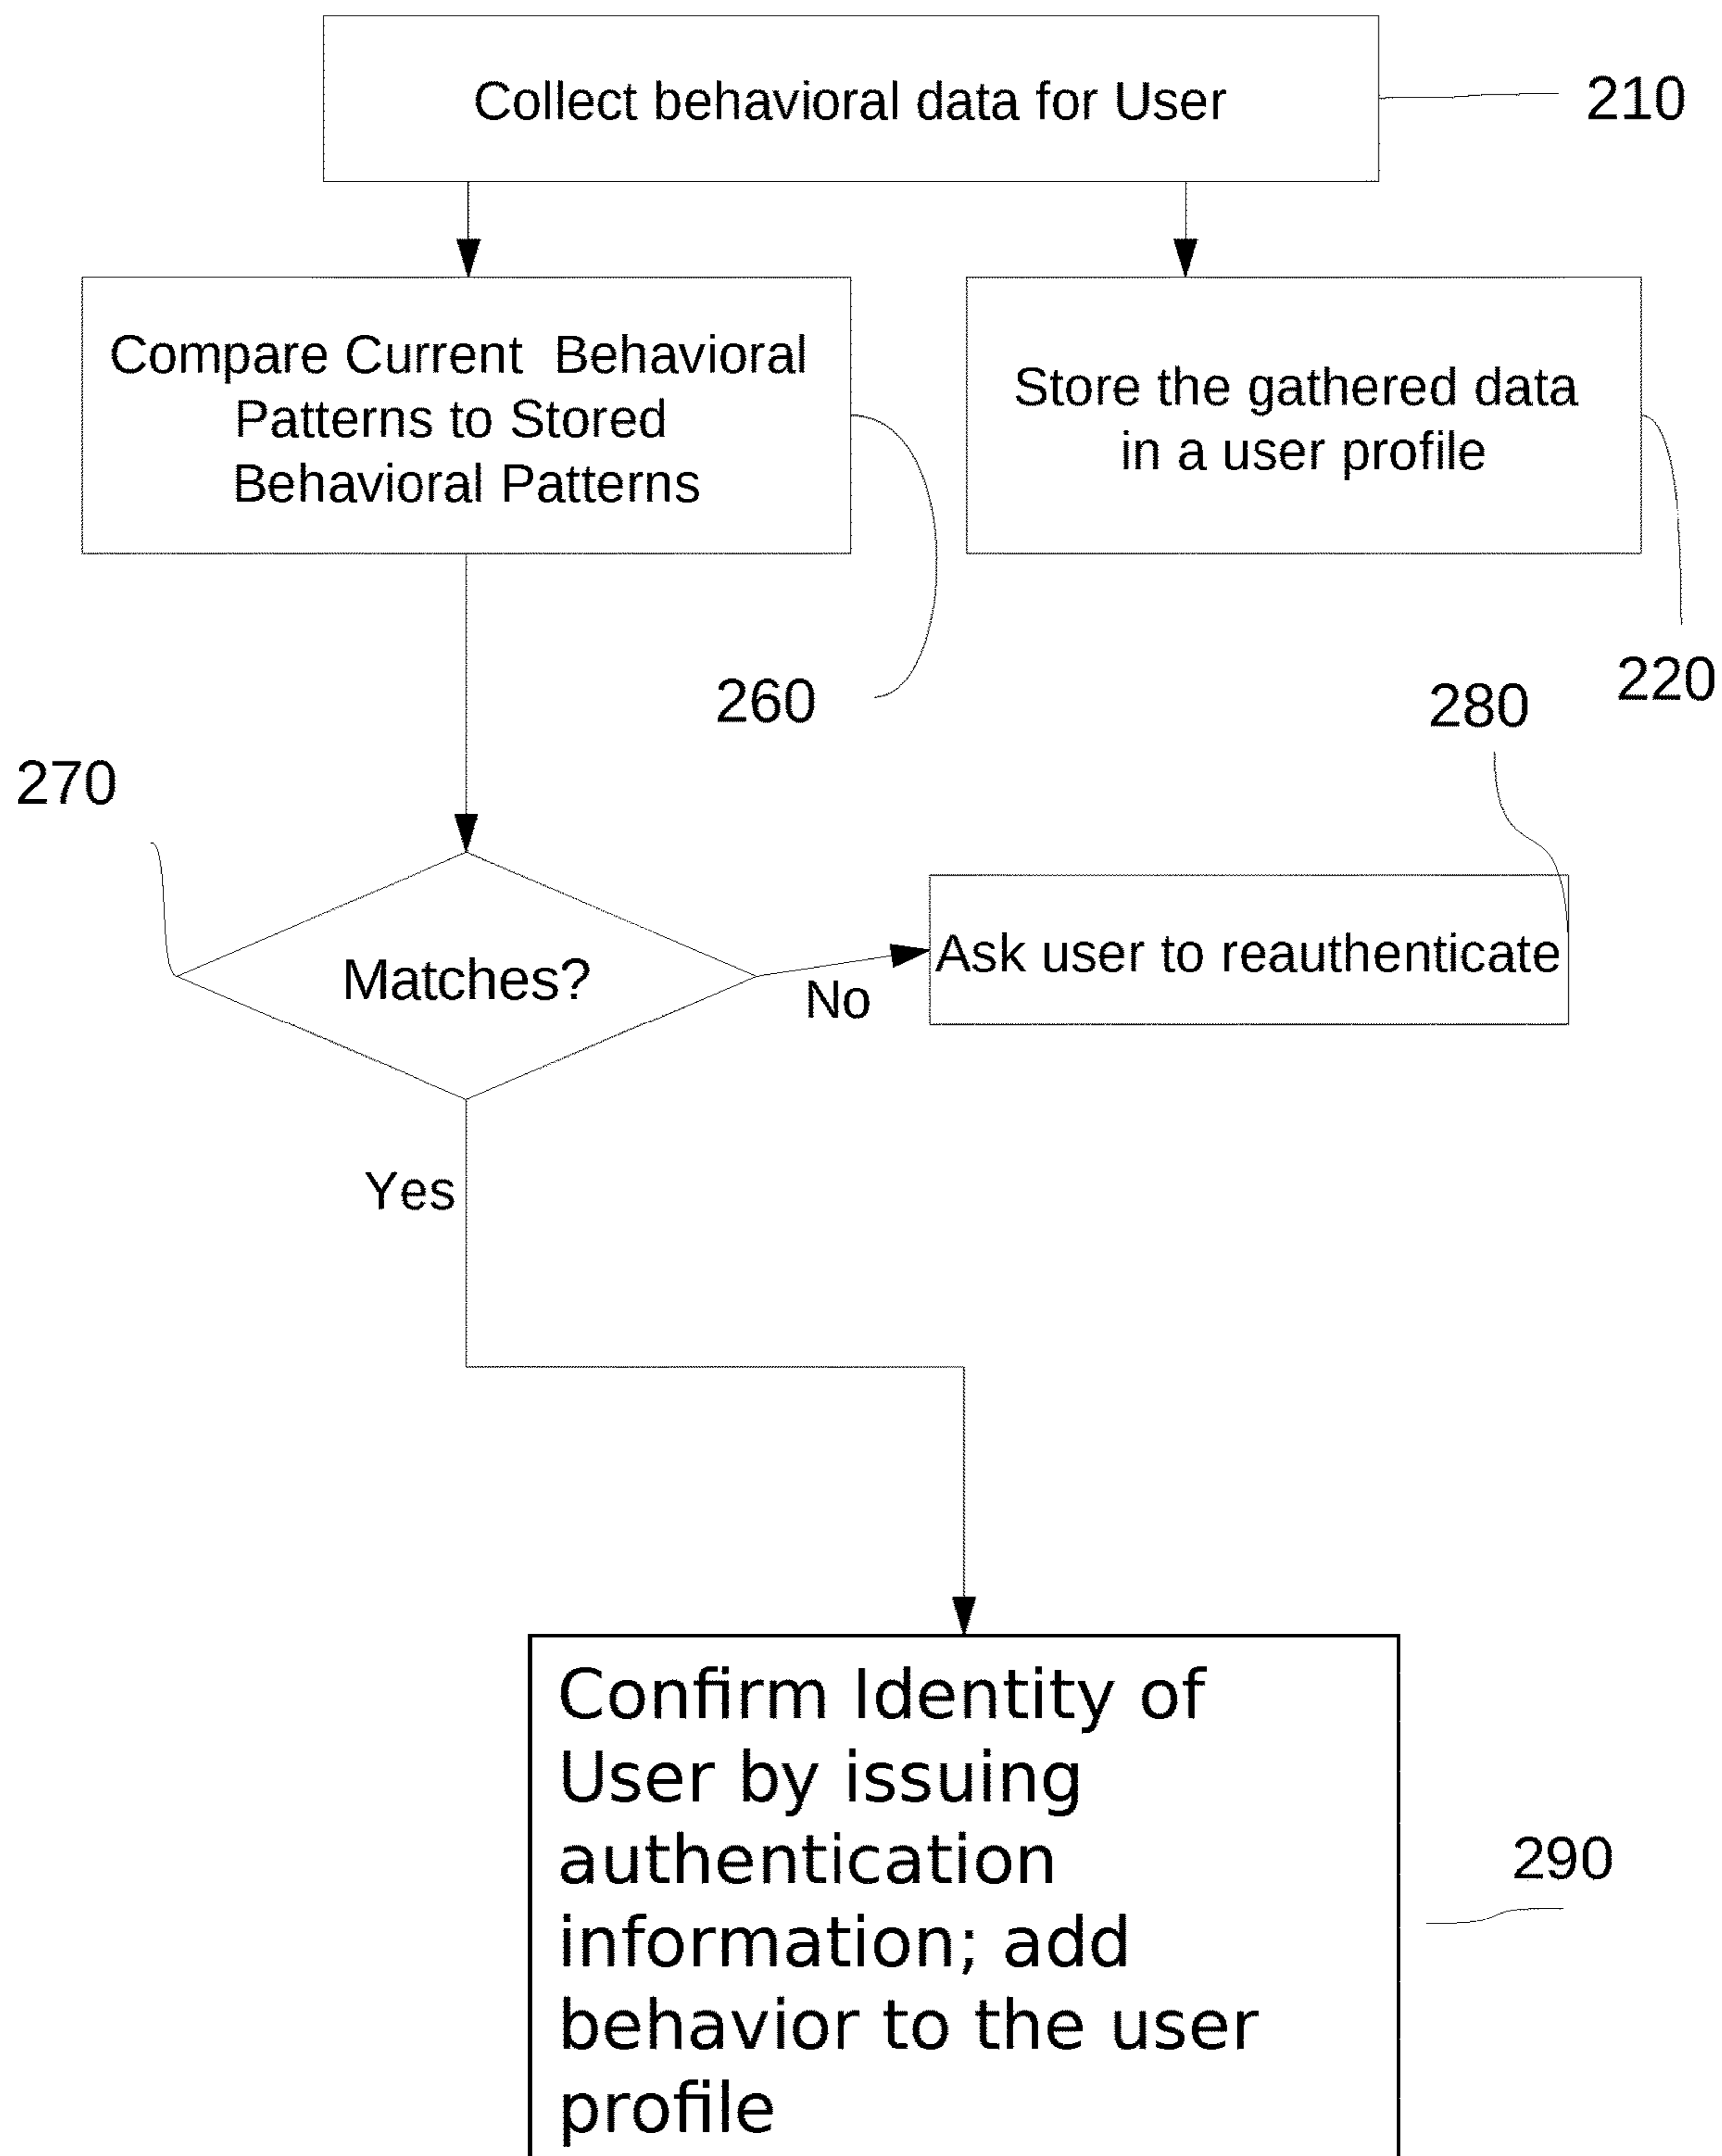 Collect behavioral data for User
210
Compare Current Behavioral
Patterns to Stored
Behavioral Patterns
Store the gathered data
in a user profile
260
220
280
270
Matches?
No
Ask user to reauthenticate
Yes
Confirm Identity of
User by issuing
authentication
information; add
behavior to the user
profile
290